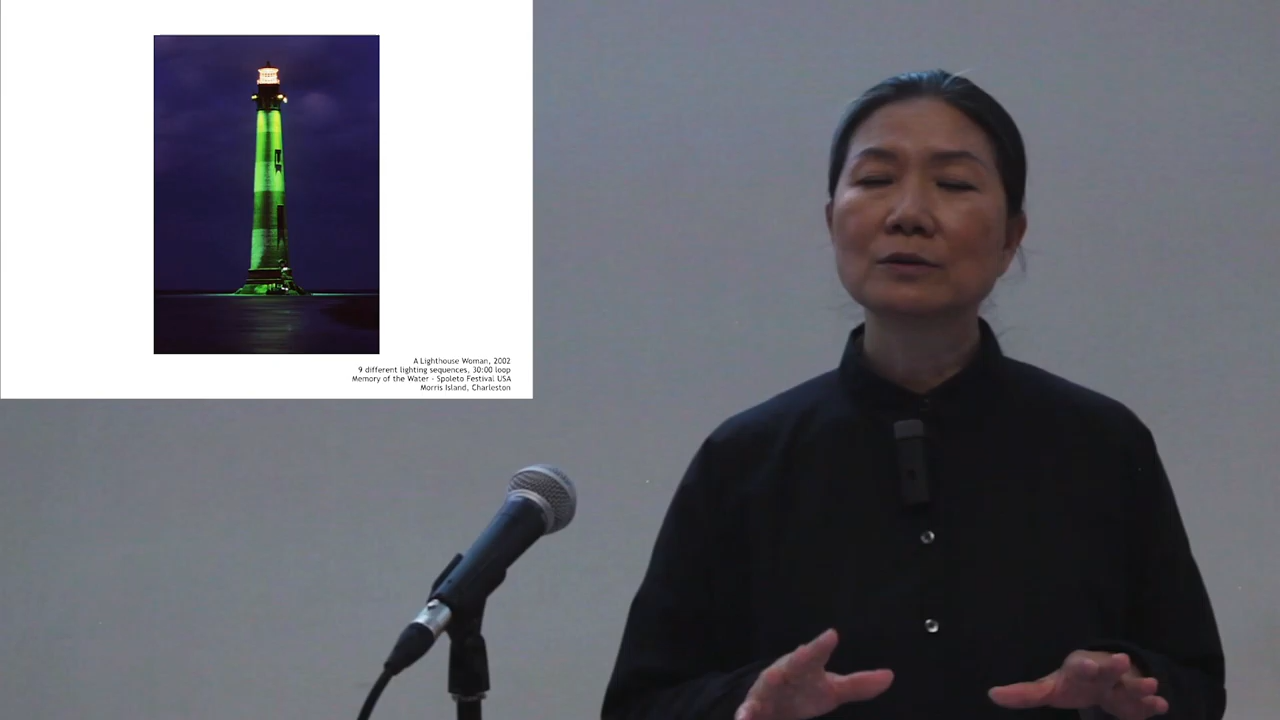 A Lighthouse Woman, 2002
9 different lighting sequences, 30:00 loop
Memory of the Water - Spoleto Festival USA
Morris Island, Charleston